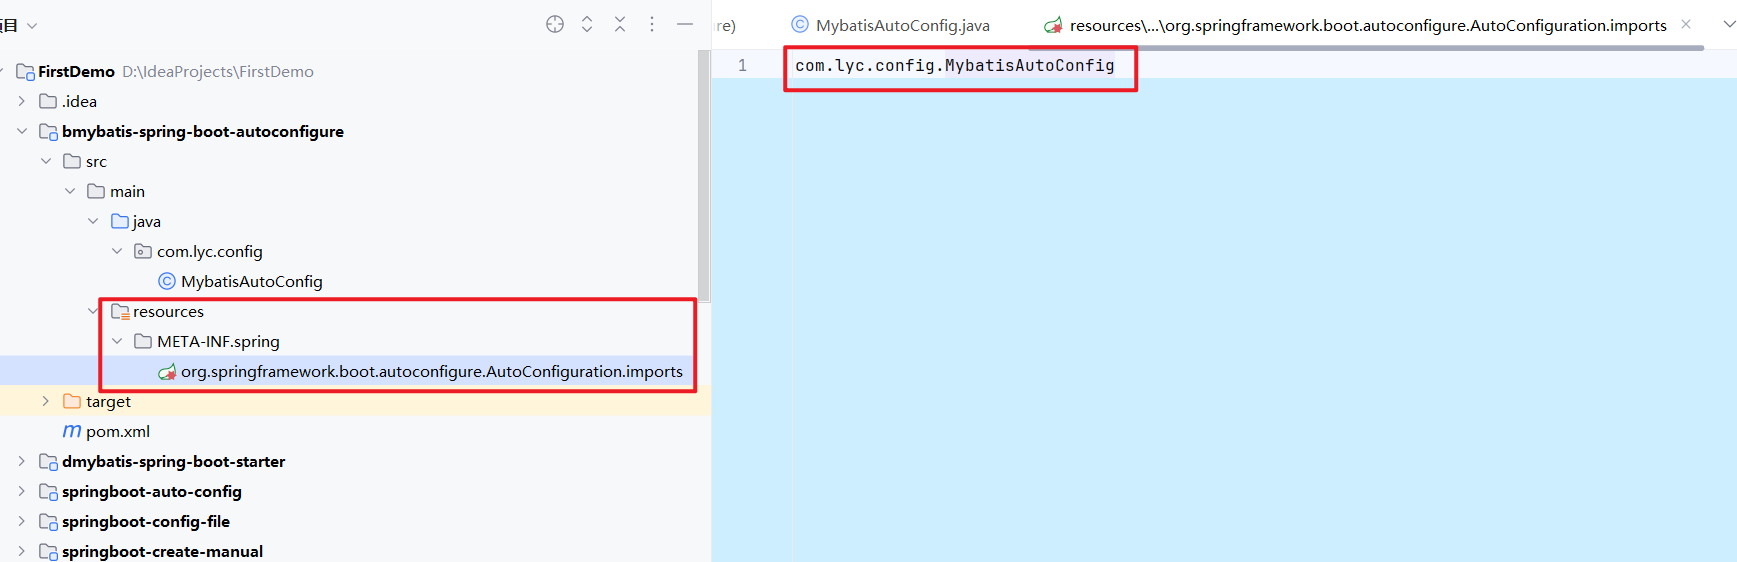 项目
FirstDemo D:\IdeaProjects\FirstDemo
.idea
bmybatis-spring-boot-autoconfigure
src
main
java
com.lyc.config
MybatisAutoConfig
resources
META-INF.spring
org.springframework.boot.autoconfigure.AutoConfiguration.imports
target
pom.xml
dmybatis-spring-boot-starter
springboot-auto-config
springboot-config-file
springboot-create-manual
re) MybatisAutoConfig.java resources\...\org.springframework.boot.autoconfigure.AutoConfiguration.imports
1 com.lyc.config.MybatisAutoConfig